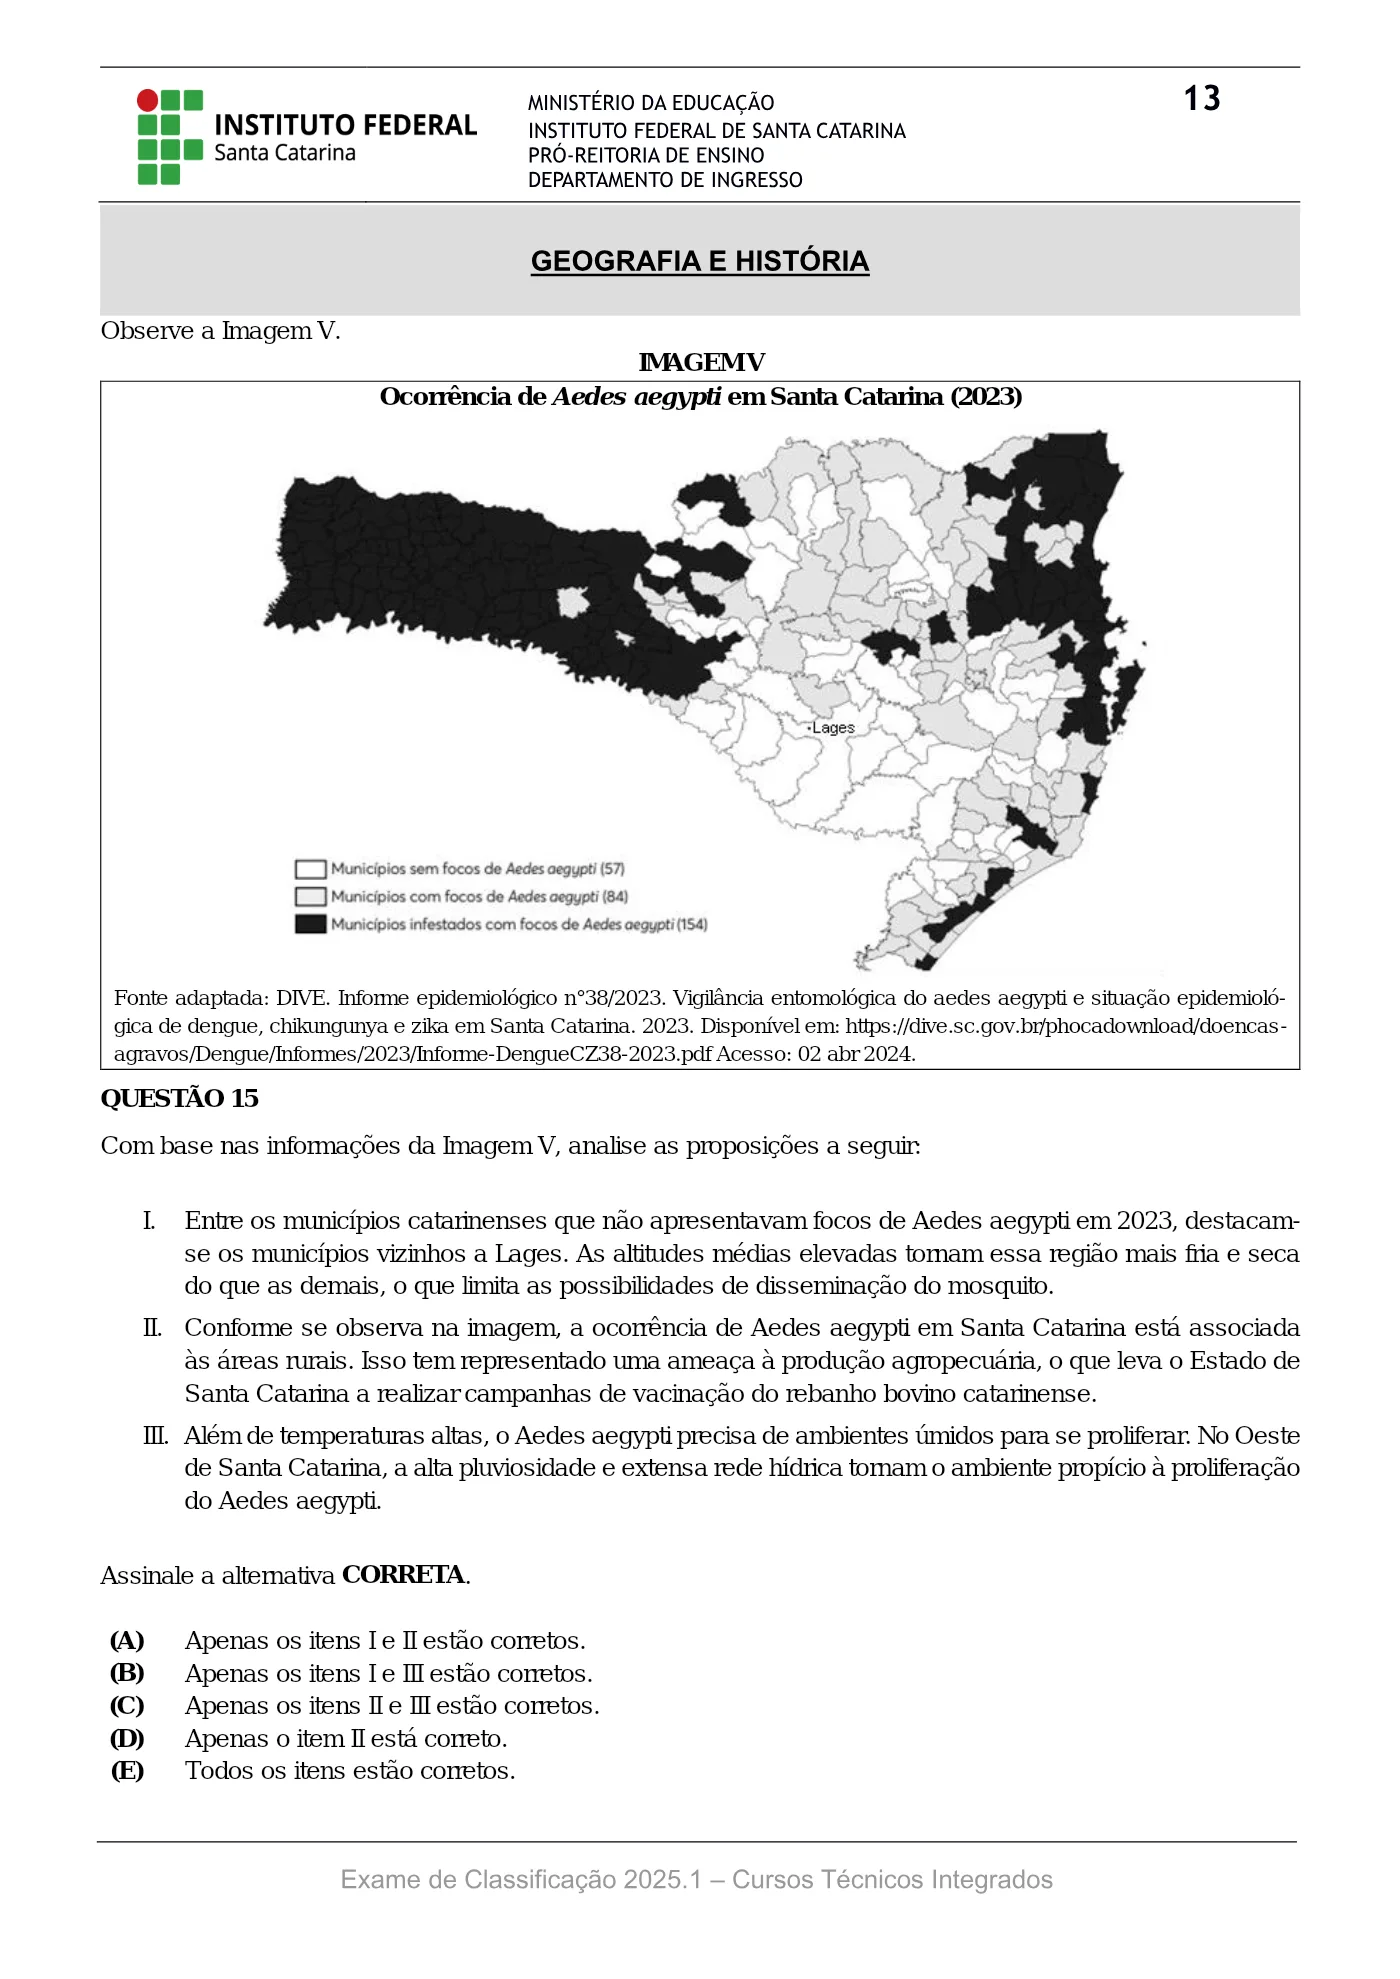 INSTITUTO FEDERAL
Santa Catarina
MINISTÉRIO DA EDUCAÇÃO
INSTITUTO FEDERAL DE SANTA CATARINA
PRÓ-REITORIA DE ENSINO
DEPARTAMENTO DE INGRESSO
13
GEOGRAFIA E HISTÓRIA
Observe a Imagem V.
IMAGEM V
Ocorrência de Aedes aegypti em Santa Catarina (2023)
Lages
Municípios sem focos de Aedes aegypti (57)
Municípios com focos de Aedes aegypti (84)
Municípios infestados com focos de Aedes aegypti (154)
Fonte adaptada: DIVE. Informe epidemiológico n°38/2023. Vigilância entomológica do aedes aegypti e situação epidemioló-
gica de dengue, chikungunya e zika em Santa Catarina. 2023. Disponível em: https://dive.sc.gov.br/phocadownload/doencas-
agravos/Dengue/Informes/2023/Informe-DengueCZ38-2023.pdf Acesso: 02 abr 2024.
QUESTÃO 15
Com base nas informações da Imagem V, analise as proposições a seguir:
I. Entre os municípios catarinenses que não apresentavam focos de Aedes aegypti em 2023, destacam-
se os municípios vizinhos a Lages. As altitudes médias elevadas tornam essa região mais fria e seca
do que as demais, o que limita as possibilidades de disseminação do mosquito.
II. Conforme se observa na imagem, a ocorrência de Aedes aegypti em Santa Catarina está associada
às áreas rurais. Isso tem representado uma ameaça à produção agropecuária, o que leva o Estado de
Santa Catarina a realizar campanhas de vacinação do rebanho bovino catarinense.
III. Além de temperaturas altas, o Aedes aegypti precisa de ambientes úmidos para se proliferar. No Oeste
de Santa Catarina, a alta pluviosidade e extensa rede hídrica tornam o ambiente propício à proliferação
do Aedes aegypti.
Assinale a alternativa CORRETA.
(A) Apenas os itens I e II estão corretos.
(B) Apenas os itens I e III estão corretos.
(C) Apenas os itens II e III estão corretos.
(D) Apenas o item II está correto.
(E) Todos os itens estão corretos.
Exame de Classificação 2025.1 – Cursos Técnicos Integrados